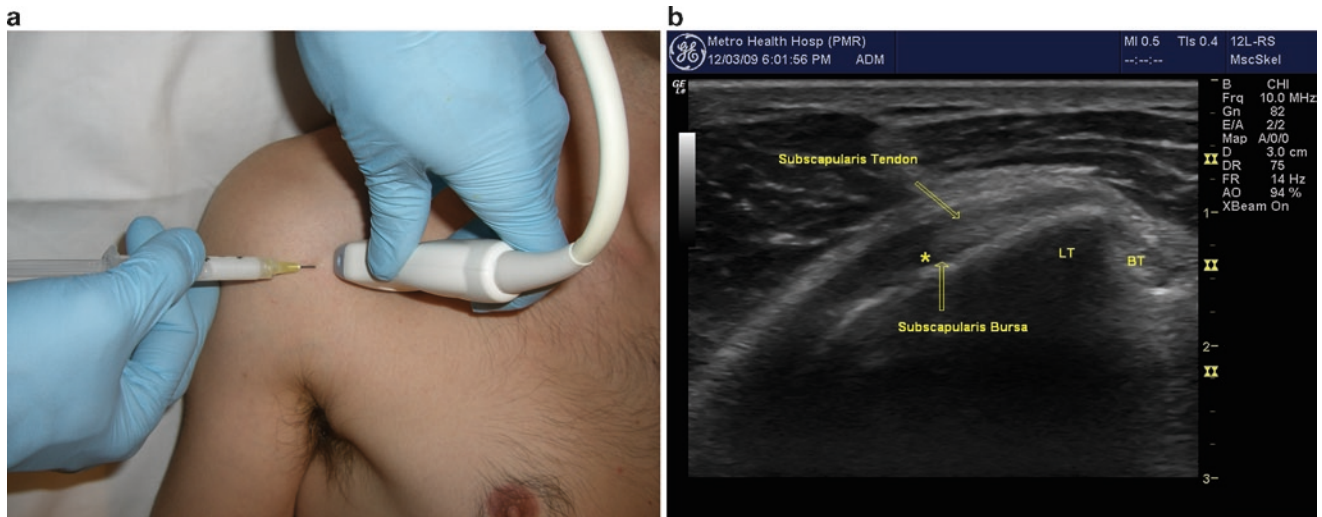 a
b
GE
Metro Health Hosp (PMR)
12/03/09 6:01:56 PM ADM
MI 0.5 TIs 0.4 12L-RS
--:--:-- MscSkel
GE
L*
B CHI
Frq 10.0 MHz
Gn 82
E/A 2/2
Map A/0/0
D 3.0 cm
DR 75
FR 14 Hz
AO 94 %
XBeam On
Subscapularis Tendon
*
LT
BT
Subscapularis Bursa
1
2
3